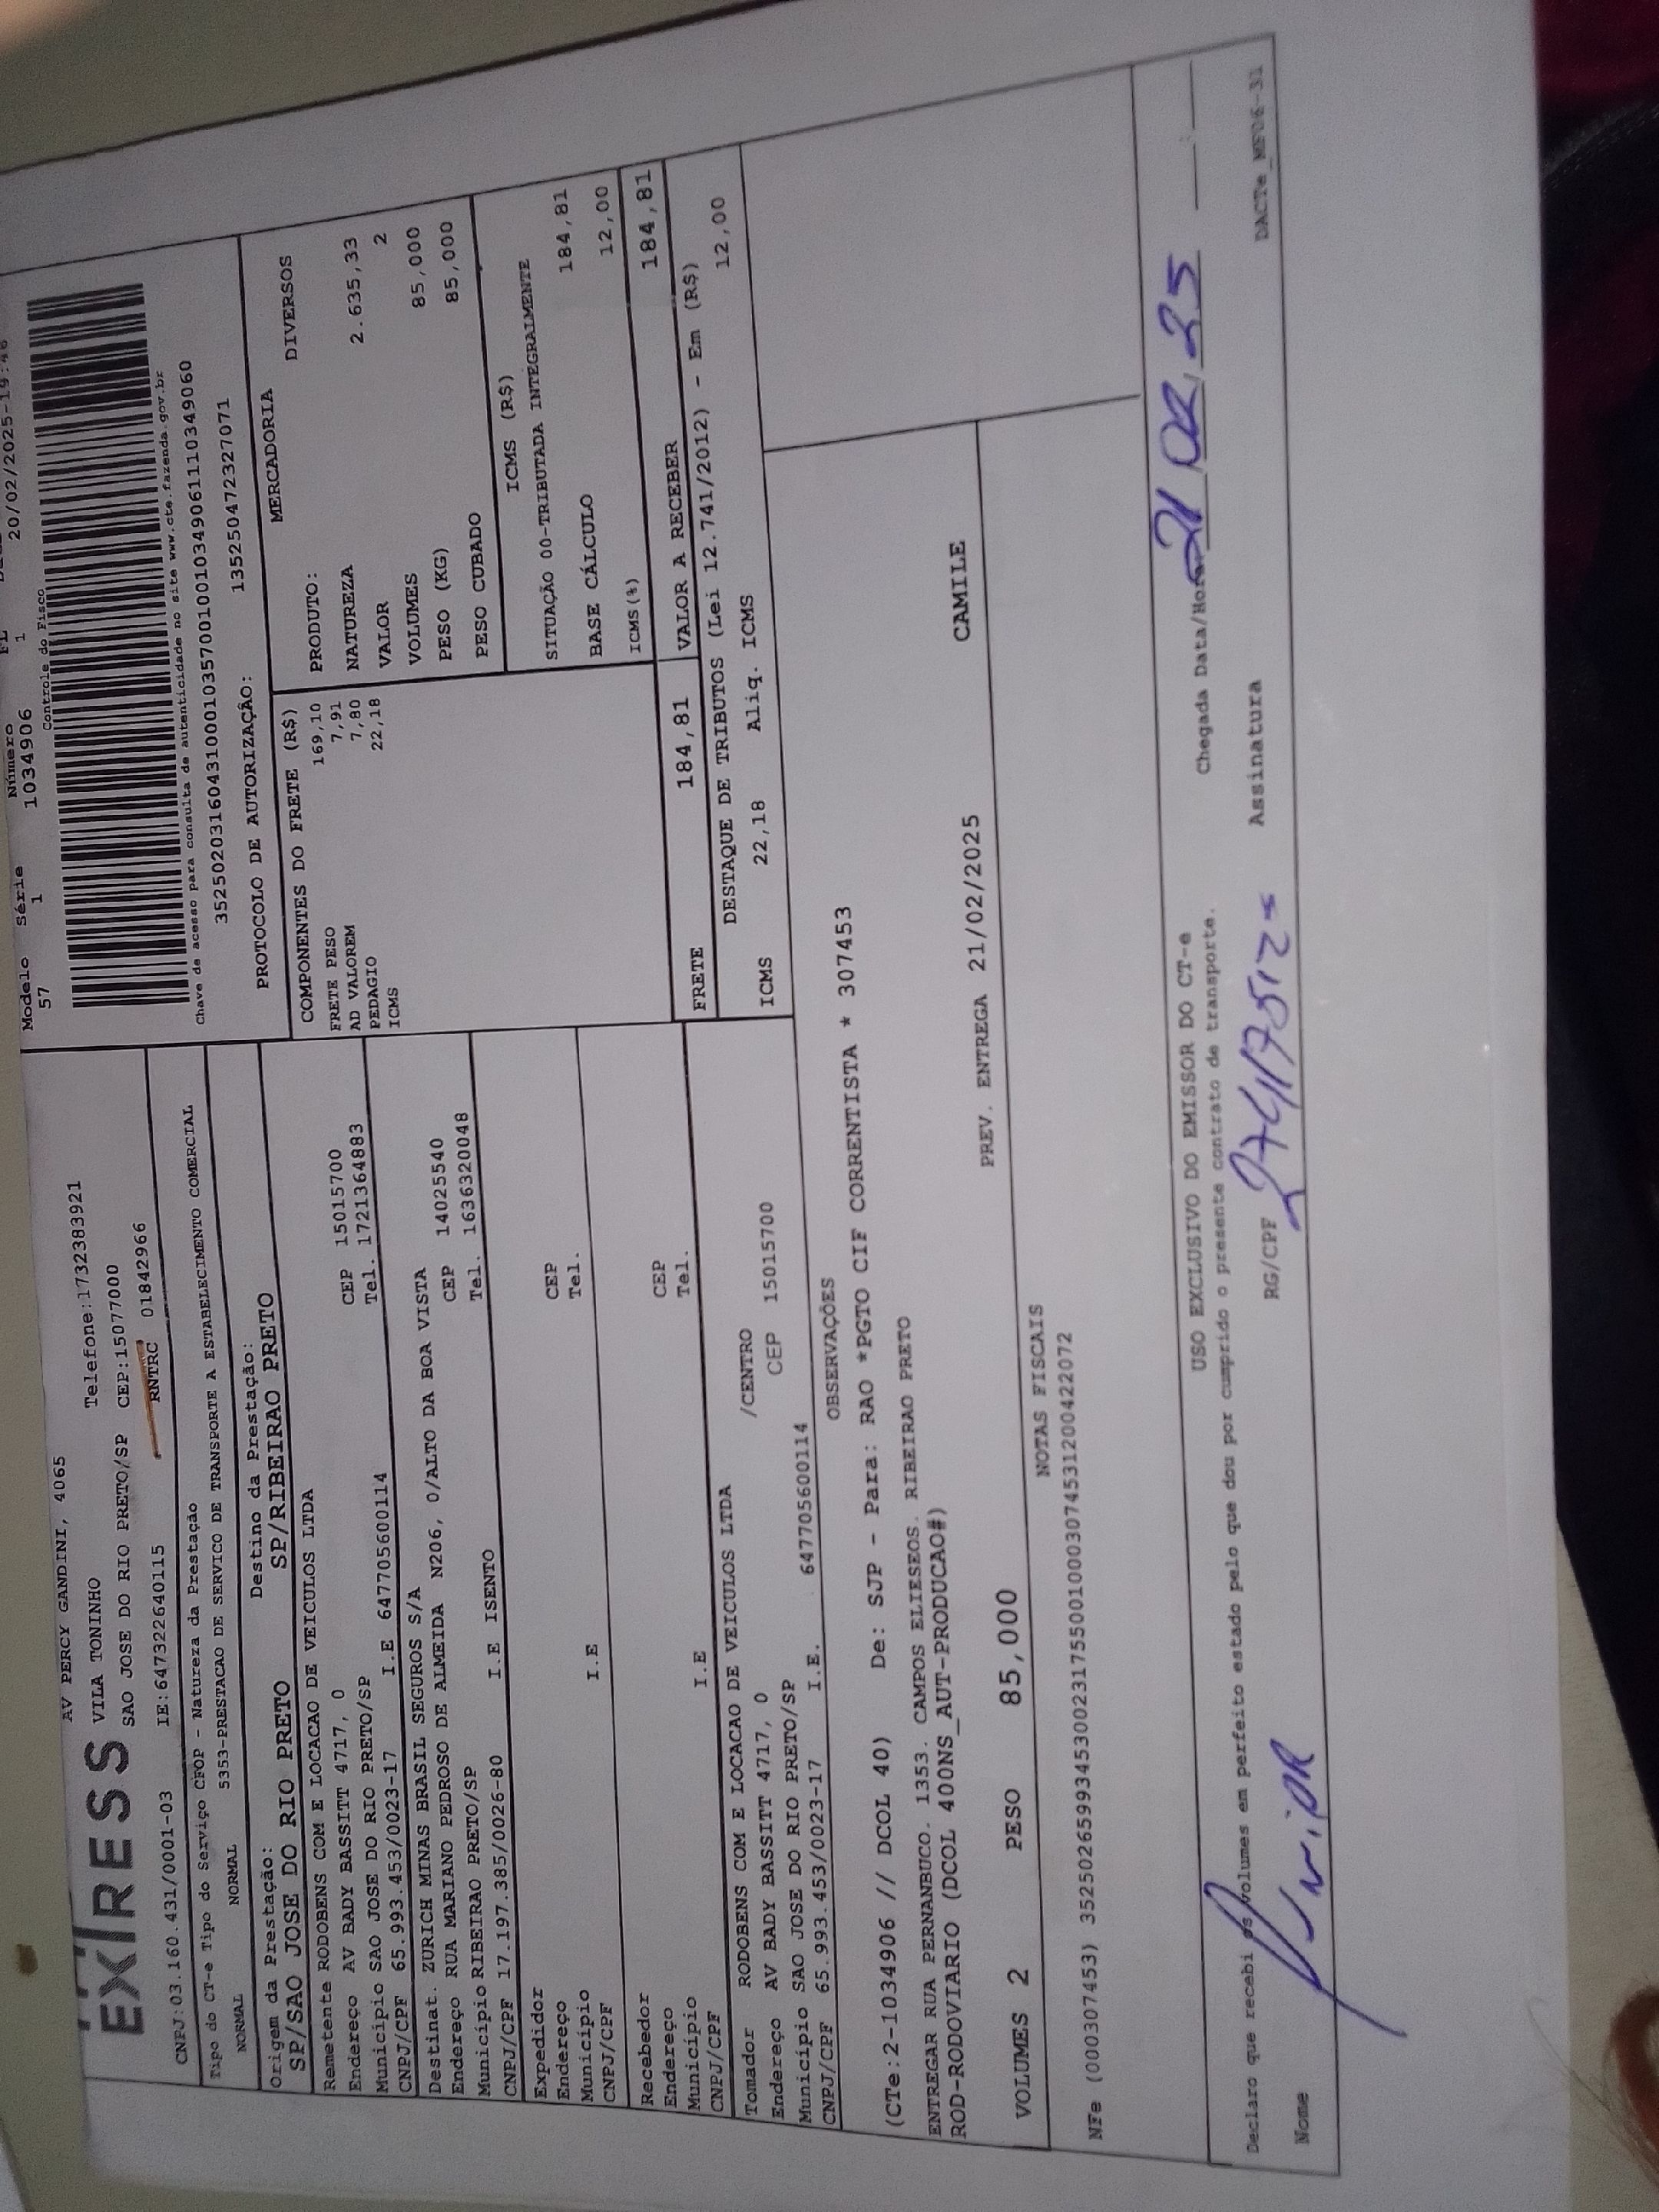 EX RESS
AV PERCY GANDINI, 4065
VILA TONINHO Telefone:1732383921
SAO JOSE DO RIO PRETO/SP CEP:15077000
CNPJ:03.160.431/0001-03 IE:647322640115 RNTRC 01842966
Modelo Série Número FL
57 1 1034906 1 20/02/2025-19:46
Controle do Fisco
Chave de acesso para consulta de autenticidade no site www.cte.fazenda.gov.br
35250203160431000103570010010349061110349060
PROTOCOLO DE AUTORIZAÇÃO: 135250472327071
Tipo do CT-e Tipo do Serviço CFOP - Natureza da Prestação
NORMAL NORMAL 5353-PRESTACAO DE SERVICO DE TRANSPORTE A ESTABELECIMENTO COMERCIAL
Origem da Prestação: Destino da Prestação:
SP/SAO JOSE DO RIO PRETO SP/RIBEIRAO PRETO
Remetente RODOBENS COM E LOCACAO DE VEICULOS LTDA
Endereço AV BADY BASSITT 4717, 0 CEP 15015700
Município SAO JOSE DO RIO PRETO/SP Tel. 1721364883
CNPJ/CPF 65.993.453/0023-17 I.E 647705600114
Destinat. ZURICH MINAS BRASIL SEGUROS S/A
Endereço RUA MARIANO PEDROSO DE ALMEIDA N206, 0/ALTO DA BOA VISTA
Município RIBEIRAO PRETO/SP CEP 14025540
CNPJ/CPF 17.197.385/0026-80 I.E ISENTO Tel. 1636320048
Expedidor
Endereço CEP
Município Tel.
CNPJ/CPF I.E
Recebedor
Endereço CEP
Município Tel.
CNPJ/CPF I.E
Tomador RODOBENS COM E LOCACAO DE VEICULOS LTDA
Endereço AV BADY BASSITT 4717, 0 /CENTRO
Município SAO JOSE DO RIO PRETO/SP CEP 15015700
CNPJ/CPF 65.993.453/0023-17 I.E. 647705600114
COMPONENTES DO FRETE (R$)
FRETE PESO 169,10
AD VALOREM 7,91
PEDAGIO 7,80
ICMS 22,18
MERCADORIA
PRODUTO: DIVERSOS
NATUREZA
VALOR 2.635,33
VOLUMES 2
PESO (KG) 85,000
PESO CUBADO 85,000
ICMS (R$)
SITUAÇÃO 00-TRIBUTADA INTEGRALMENTE
BASE CÁLCULO 184,81
ICMS(%) 12,00
FRETE 184,81 VALOR A RECEBER 184,81
DESTAQUE DE TRIBUTOS (Lei 12.741/2012) - Em (R$)
ICMS 22,18 Aliq. ICMS 12,00
OBSERVAÇÕES
(CTe:2-1034906 // DCOL 40) De: SJP - Para: RAO *PGTO CIF CORRENTISTA * 307453
ENTREGAR RUA PERNANBUCO. 1353. CAMPOS ELIESEOS. RIBEIRAO PRETO
ROD-RODOVIARIO (DCOL 400NS_AUT-PRODUCAO#)
PREV. ENTREGA 21/02/2025 CAMILE
VOLUMES 2 PESO 85,000
NOTAS FISCAIS
NFe (000307453) 35250265993453002317550010003074531200422072
USO EXCLUSIVO DO EMISSOR DO CT-e
Declaro que recebi os volumes em perfeito estado pelo que dou por cumprido o presente contrato de transporte.
Chegada Data/Hora 21 02 25
Nome RG/CPF Assinatura
DACTe_MF06-31